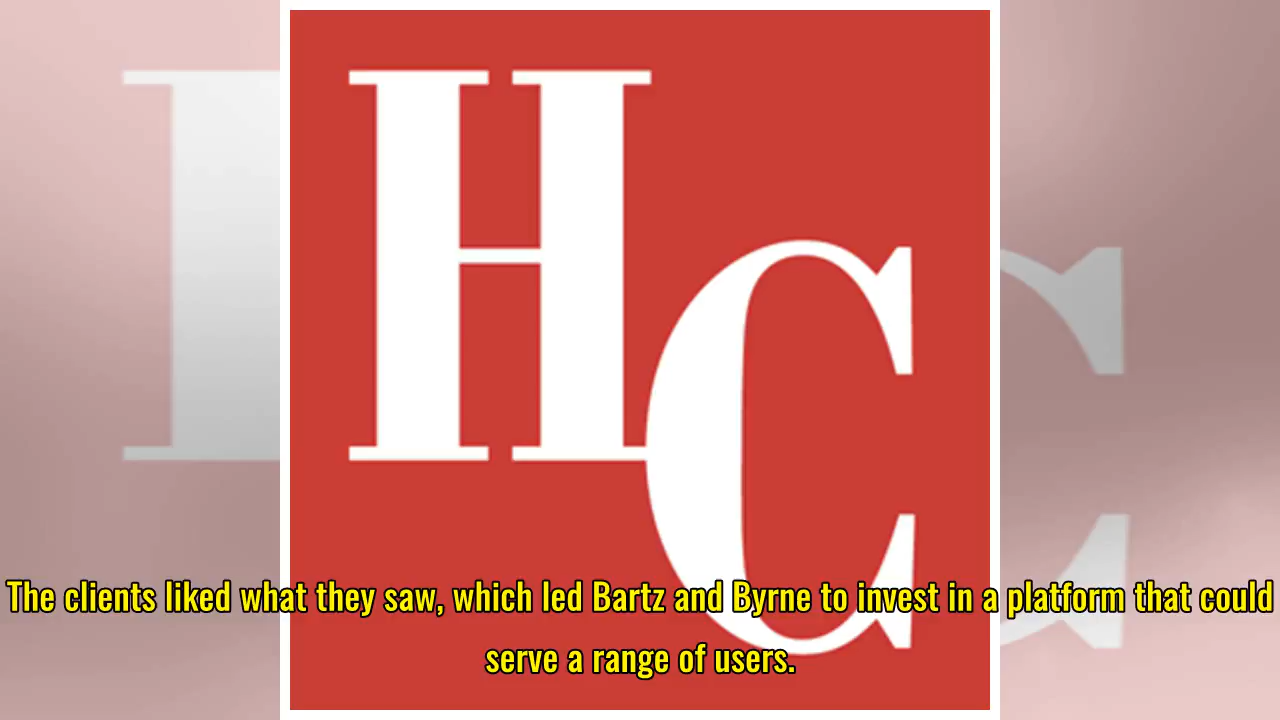 H
C
The clients liked what they saw, which led Bartz and Byrne to invest in a platform that could
serve a range of users.